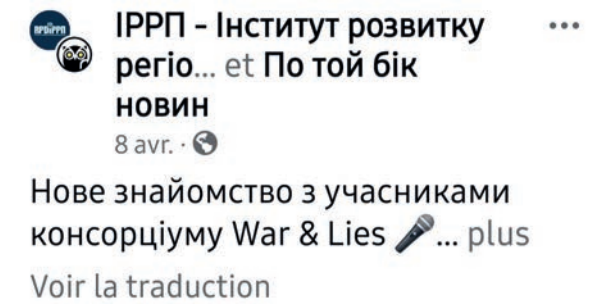 ІРРП - Інститут розвитку
регіо... et По той бік
новин
8 avr. ·
Нове знайомство з учасниками
консорціуму War & Lies 🎤... plus
Voir la traduction